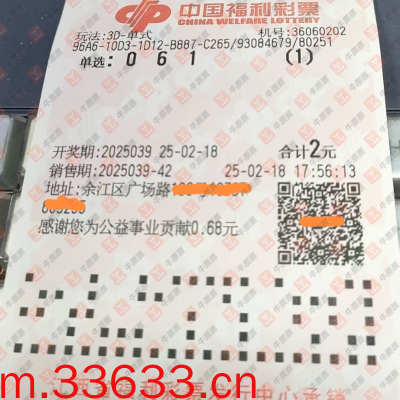 中国福利彩票
CHINA WELFARE LOTTERY
玩法:3D-单式 机号:36060202
96A6-10D3-1D12-B887-C265/93084679/80251
单选: 0 6 1 (1)
开奖期:2025039 25-02-18 合计2元
销售期:2025039-42 25-02-18 17:56:13
地址:余江区广场路
感谢您为公益事业贡献0.68元
m.33633.cn